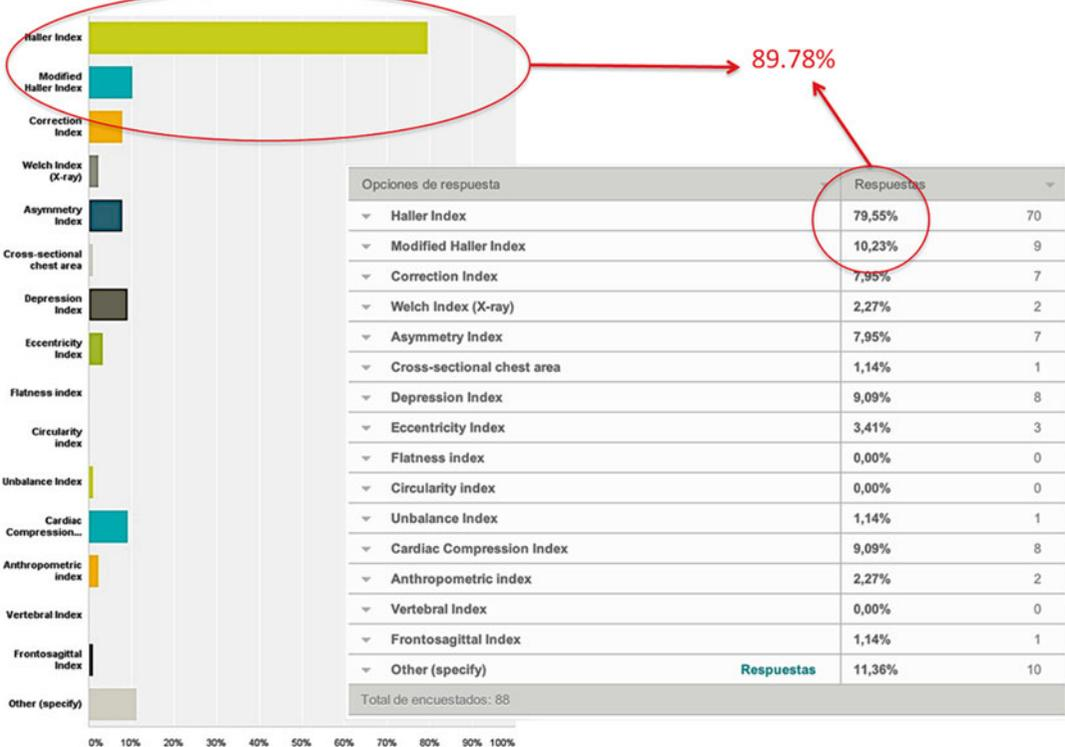 Haller Index
Modified
Haller Index
Correction
Index
Welch Index
(X-ray)
Asymmetry
Index
Cross-sectional
chest area
Depression
Index
Eccentricity
Index
Flatness index
Circularity
index
Unbalance Index
Cardiac
Compression...
Anthropometric
index
Vertebral Index
Frontosagittal
Index
Other (specify)
0% 10% 20% 30% 40% 50% 60% 70% 80% 90% 100%
89.78%
Opciones de respuesta Respuestas
Haller Index 79,55% 70
Modified Haller Index 10,23% 9
Correction Index 7,95% 7
Welch Index (X-ray) 2,27% 2
Asymmetry Index 7,95% 7
Cross-sectional chest area 1,14% 1
Depression Index 9,09% 8
Eccentricity Index 3,41% 3
Flatness index 0,00% 0
Circularity index 0,00% 0
Unbalance Index 1,14% 1
Cardiac Compression Index 9,09% 8
Anthropometric index 2,27% 2
Vertebral Index 0,00% 0
Frontosagittal Index 1,14% 1
Other (specify) Respuestas 11,36% 10
Total de encuestados: 88